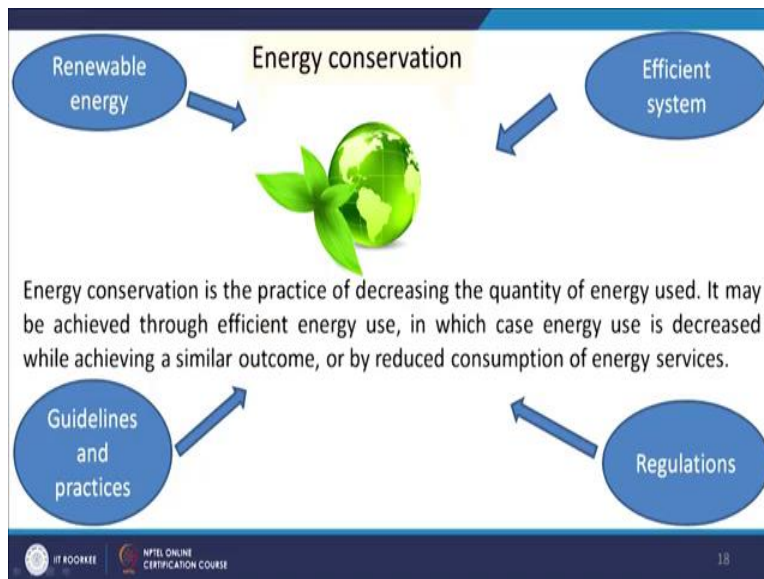 Energy conservation
Renewable
energy
Efficient
system
Energy conservation is the practice of decreasing the quantity of energy used. It may
be achieved through efficient energy use, in which case energy use is decreased
while achieving a similar outcome, or by reduced consumption of energy services.
Guidelines
and
practices
Regulations
IIT ROORKEE
NPTEL ONLINE
CERTIFICATION COURSE
18